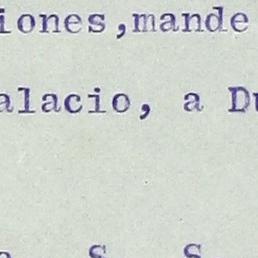 iones,mande
alacio, a Du
a S S